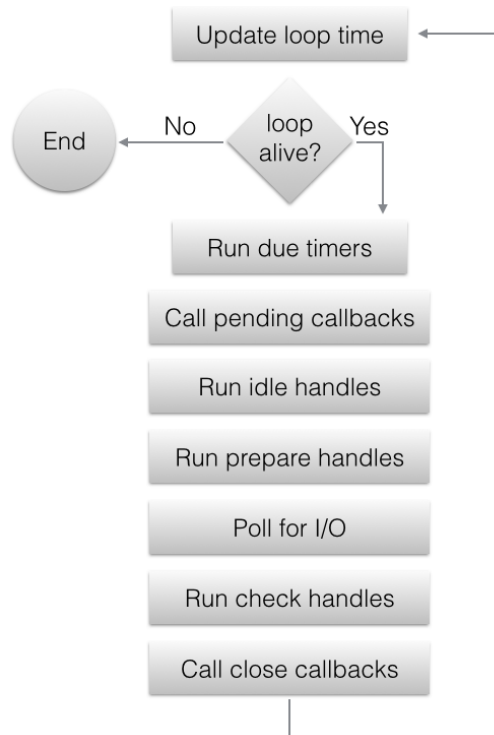 Update loop time
loop
alive?
No
Yes
End
Run due timers
Call pending callbacks
Run idle handles
Run prepare handles
Poll for I/O
Run check handles
Call close callbacks